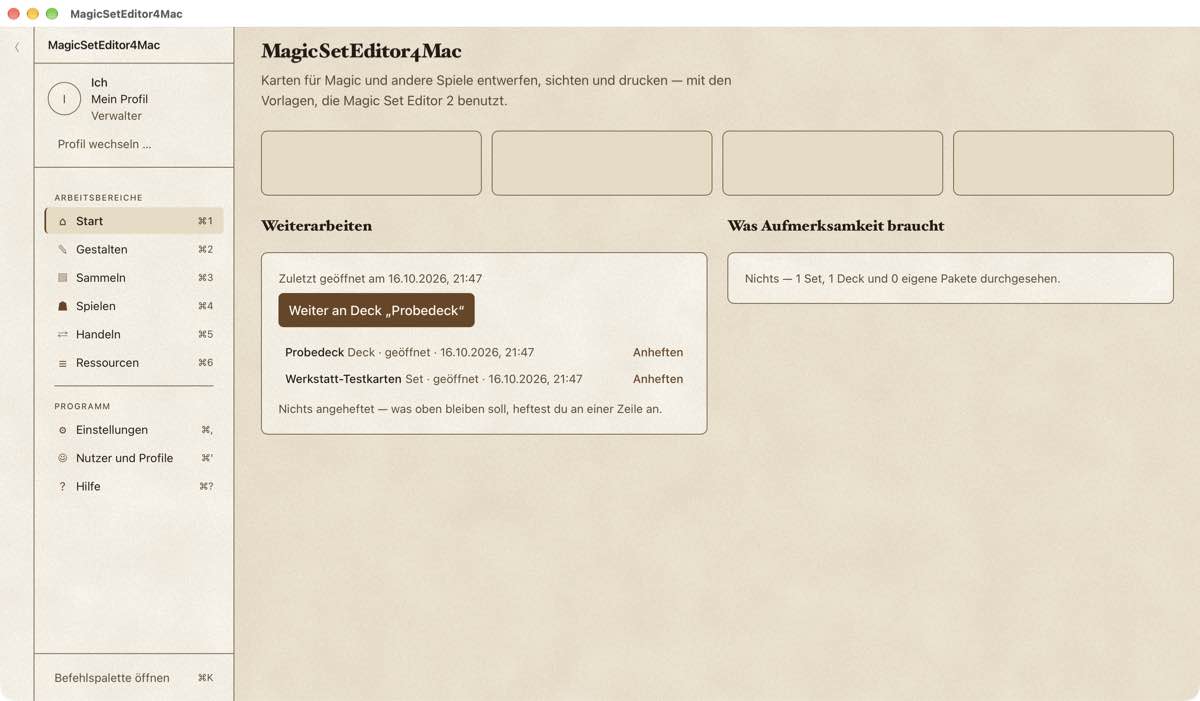 MagicSetEditor4Mac
MagicSetEditor4Mac
I
Ich
Mein Profil
Verwalter
Profil wechseln ...
ARBEITSBEREICHE
Start ⌘1
Gestalten ⌘2
Sammeln ⌘3
Spielen ⌘4
Handeln ⌘5
Ressourcen ⌘6
PROGRAMM
Einstellungen ⌘,
Nutzer und Profile ⌘'
? Hilfe ⌘?
Befehlspalette öffnen ⌘K
MagicSetEditor4Mac
Karten für Magic und andere Spiele entwerfen, sichten und drucken — mit den
Vorlagen, die Magic Set Editor 2 benutzt.
Weiterarbeiten
Zuletzt geöffnet am 16.10.2026, 21:47
Weiter an Deck „Probedeck“
Probedeck Deck · geöffnet · 16.10.2026, 21:47 Anheften
Werkstatt-Testkarten Set · geöffnet · 16.10.2026, 21:47 Anheften
Nichts angeheftet — was oben bleiben soll, heftest du an einer Zeile an.
Was Aufmerksamkeit braucht
Nichts — 1 Set, 1 Deck und 0 eigene Pakete durchgesehen.